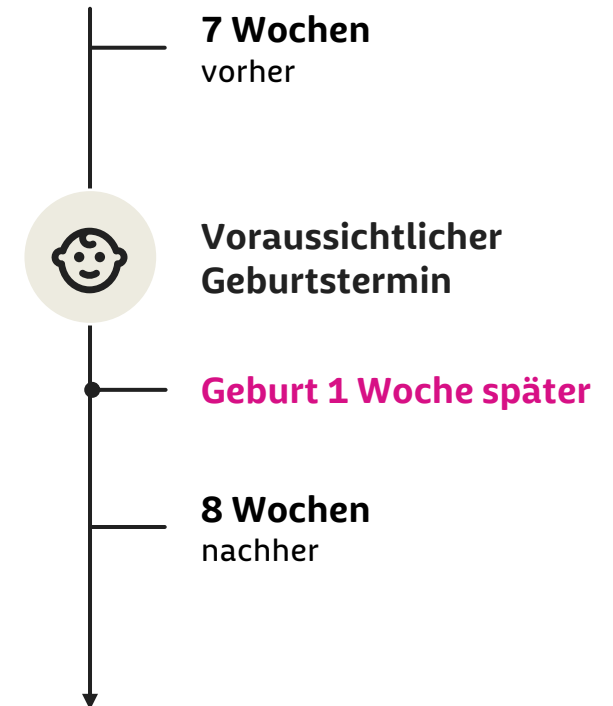 7 Wochen
vorher
Voraussichtlicher
Geburtstermin
Geburt 1 Woche später
8 Wochen
nachher